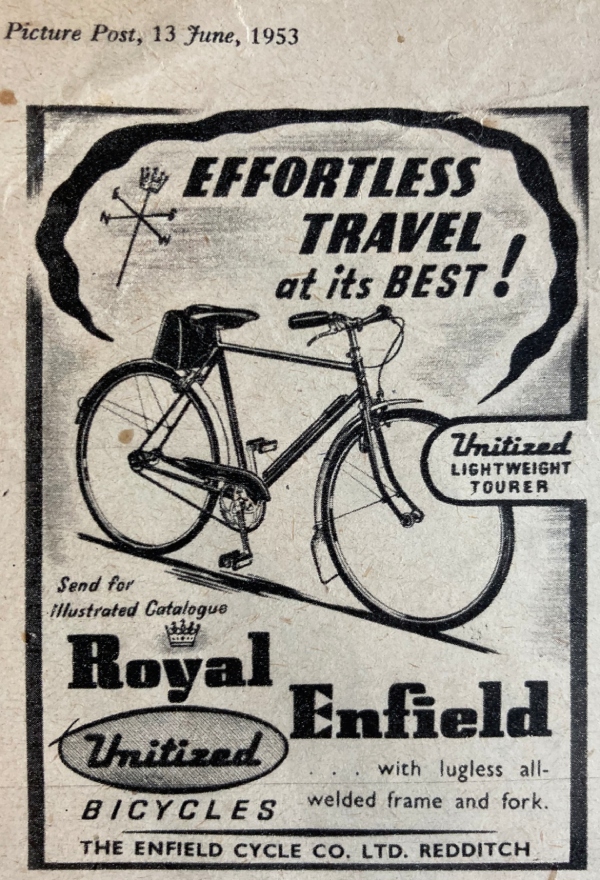 Picture Post, 13 June, 1953
EFFORTLESS
TRAVEL
at its BEST!
Unitized
LIGHTWEIGHT
TOURER
Send for
Illustrated Catalogue
Royal
Enfield
Unitized
BICYCLES
. . . with lugless all-
welded frame and fork.
THE ENFIELD CYCLE CO. LTD. REDDITCH